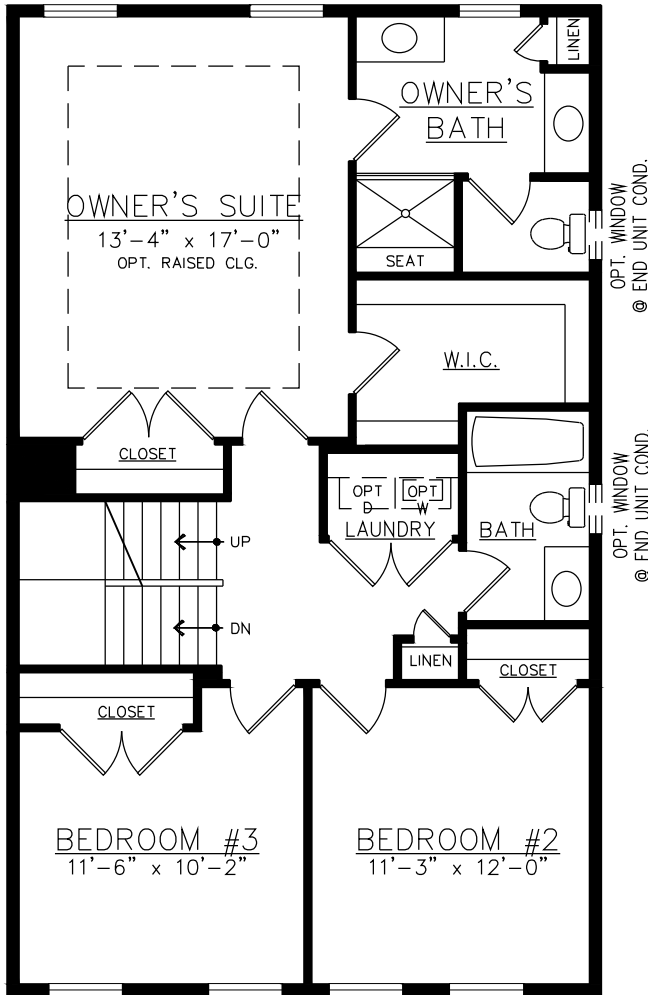 LINEN
OWNER'S
BATH
OWNER'S SUITE
13'-4" x 17'-0"
OPT. RAISED CLG.
SEAT
OPT. WINDOW
@ END UNIT COND.
W.I.C.
CLOSET
OPT
D
OPT
W
LAUNDRY
BATH
OPT. WINDOW
@ END UNIT COND.
UP
DN
LINEN
CLOSET
CLOSET
BEDROOM #3
11'-6" x 10'-2"
BEDROOM #2
11'-3" x 12'-0"